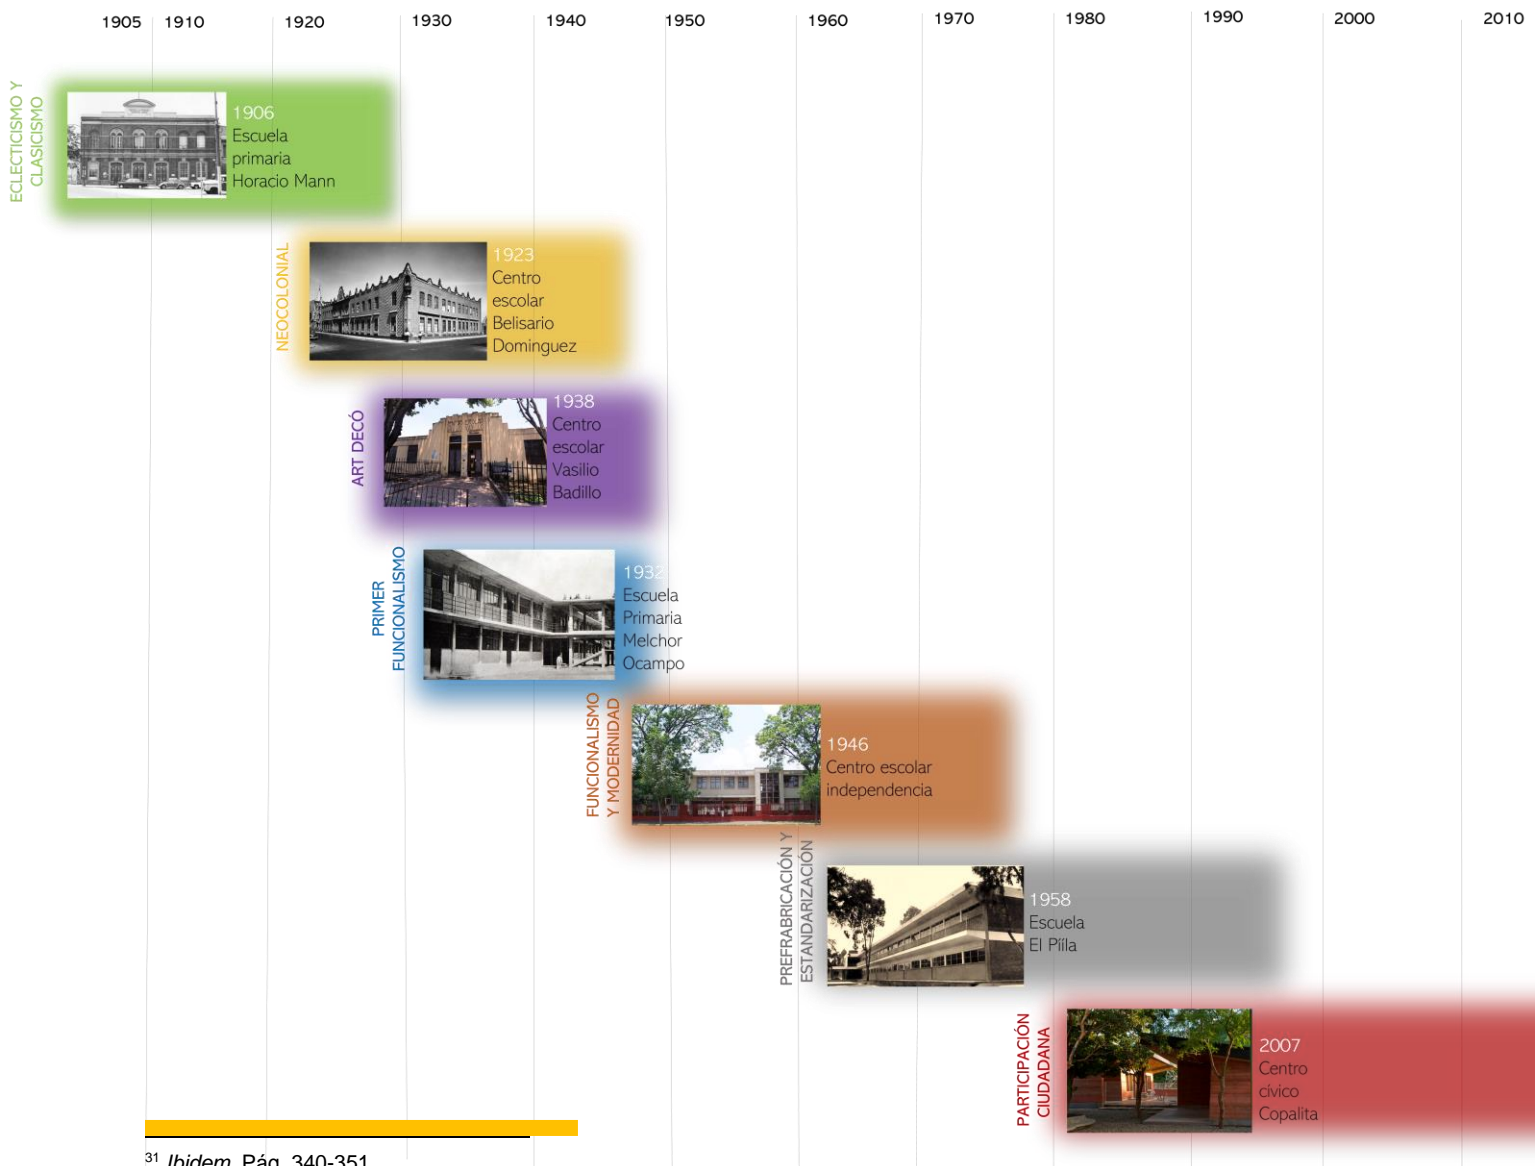 1905 1910 1920 1930 1940 1950 1960 1970 1980 1990 2000 2010
ECLECTICISMO Y
CLASICISMO
1906
Escuela
primaria
Horacio Mann
NEOCOLONIAL
1923
Centro
escolar
Belisario
Dominguez
ART DECÓ
1938
Centro
escolar
Vasilio
Badillo
PRIMER
FUNCIONALISMO
1932
Escuela
Primaria
Melchor
Ocampo
FUNCIONALISMO
Y MODERNIDAD
1946
Centro escolar
independencia
PREFRABRICACIÓN Y
ESTANDARIZACIÓN
1958
Escuela
El Piíla
PARTICIPACIÓN
CIUDADANA
2007
Centro
cívico
Copalita
31 Ibidem. Pág. 340-351